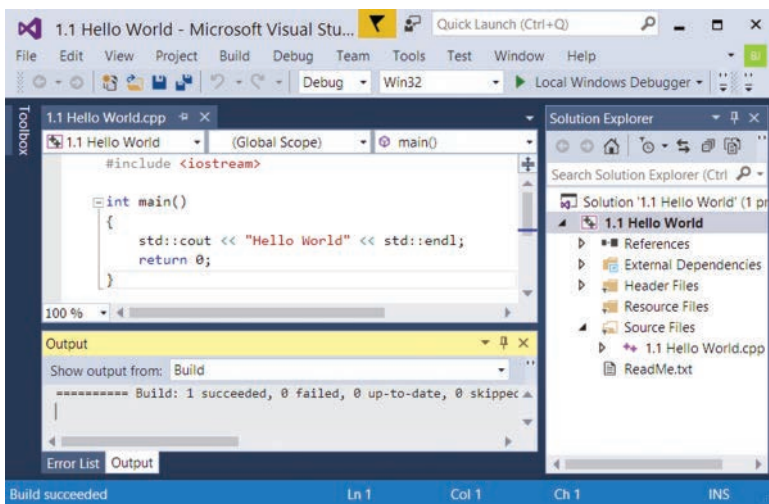 1.1 Hello World - Microsoft Visual Stu... Quick Launch (Ctrl+Q)
File Edit View Project Build Debug Team Tools Test Window Help BI
Debug Win32 Local Windows Debugger
Toolbox
1.1 Hello World.cpp
1.1 Hello World (Global Scope) main()
#include <iostream>
int main()
{
std::cout << "Hello World" << std::endl;
return 0;
}
100 %
Output
Show output from: Build
========== Build: 1 succeeded, 0 failed, 0 up-to-date, 0 skipped
Error List Output
Solution Explorer
Search Solution Explorer (Ctrl
Solution '1.1 Hello World' (1 pr
1.1 Hello World
References
External Dependencies
Header Files
Resource Files
Source Files
1.1 Hello World.cpp
ReadMe.txt
Build succeeded Ln 1 Col 1 Ch 1 INS